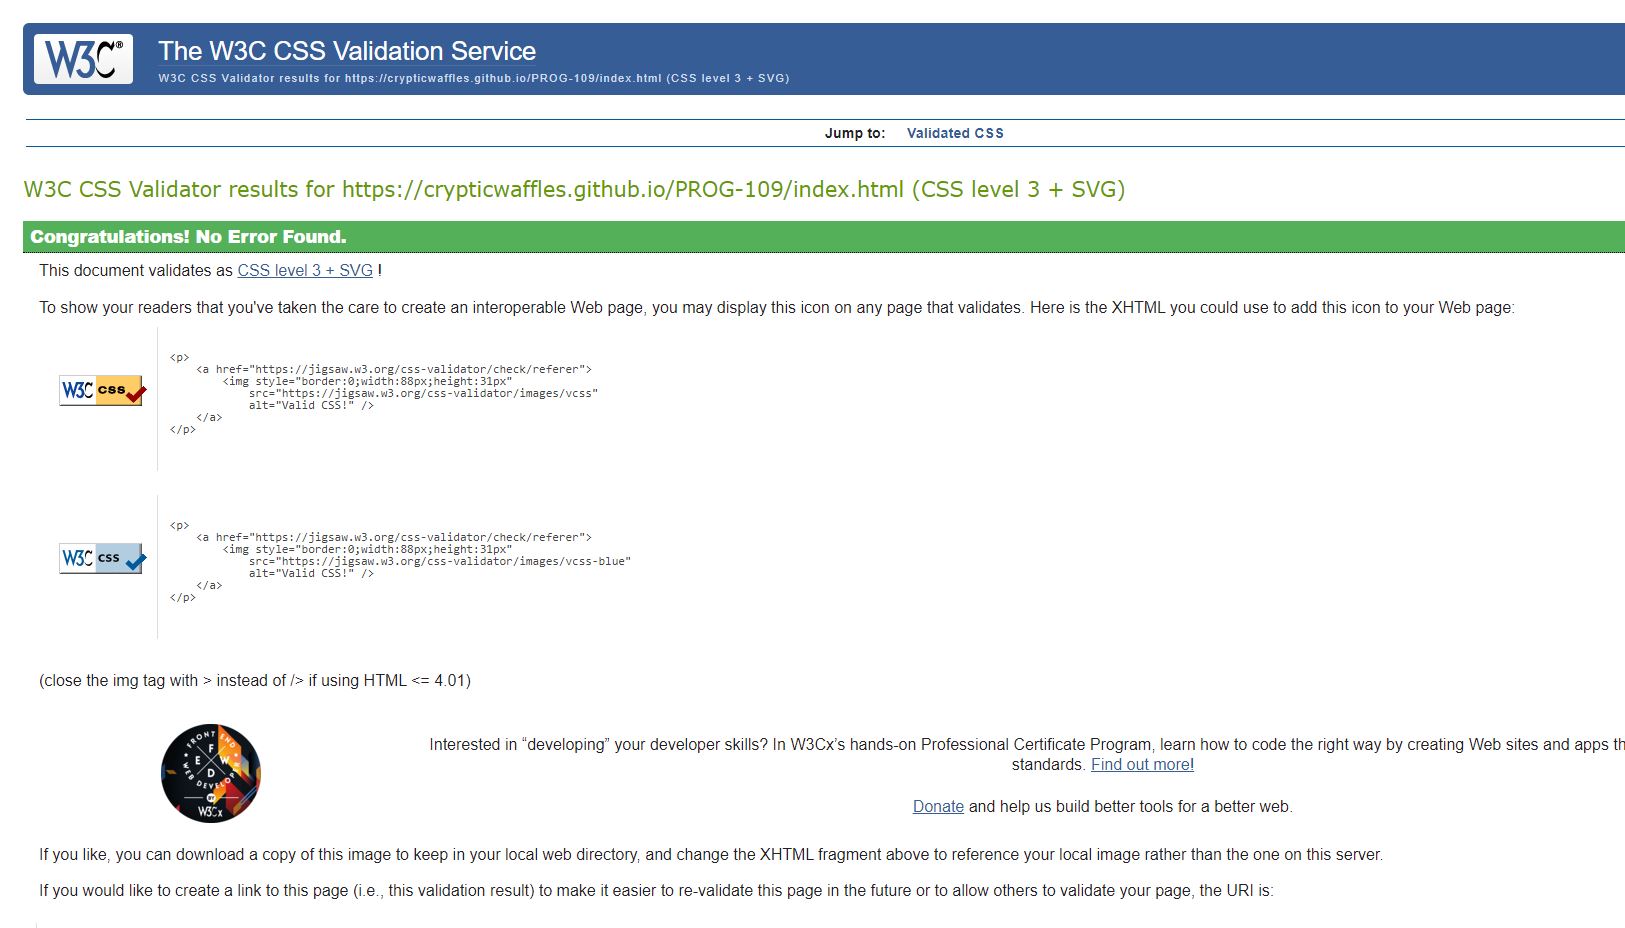 W3C®
The W3C CSS Validation Service
W3C CSS Validator results for https://crypticwaffles.github.io/PROG-109/index.html (CSS level 3 + SVG)
Jump to: Validated CSS
W3C CSS Validator results for https://crypticwaffles.github.io/PROG-109/index.html (CSS level 3 + SVG)
Congratulations! No Error Found.
This document validates as CSS level 3 + SVG !
To show your readers that you've taken the care to create an interoperable Web page, you may display this icon on any page that validates. Here is the XHTML you could use to add this icon to your Web page:
W3C css
<p>
<a href="https://jigsaw.w3.org/css-validator/check/referer">
<img style="border:0;width:88px;height:31px"
src="https://jigsaw.w3.org/css-validator/images/vcss"
alt="Valid CSS!" />
</a>
</p>
W3C css
<p>
<a href="https://jigsaw.w3.org/css-validator/check/referer">
<img style="border:0;width:88px;height:31px"
src="https://jigsaw.w3.org/css-validator/images/vcss-blue"
alt="Valid CSS!" />
</a>
</p>
(close the img tag with > instead of /> if using HTML <= 4.01)
FRONT END
F
E W
D
WEB DEVELOPER
BY
W3Cx
Interested in “developing” your developer skills? In W3Cx’s hands-on Professional Certificate Program, learn how to code the right way by creating Web sites and apps th
standards. Find out more!
Donate and help us build better tools for a better web.
If you like, you can download a copy of this image to keep in your local web directory, and change the XHTML fragment above to reference your local image rather than the one on this server.
If you would like to create a link to this page (i.e., this validation result) to make it easier to re-validate this page in the future or to allow others to validate your page, the URI is: